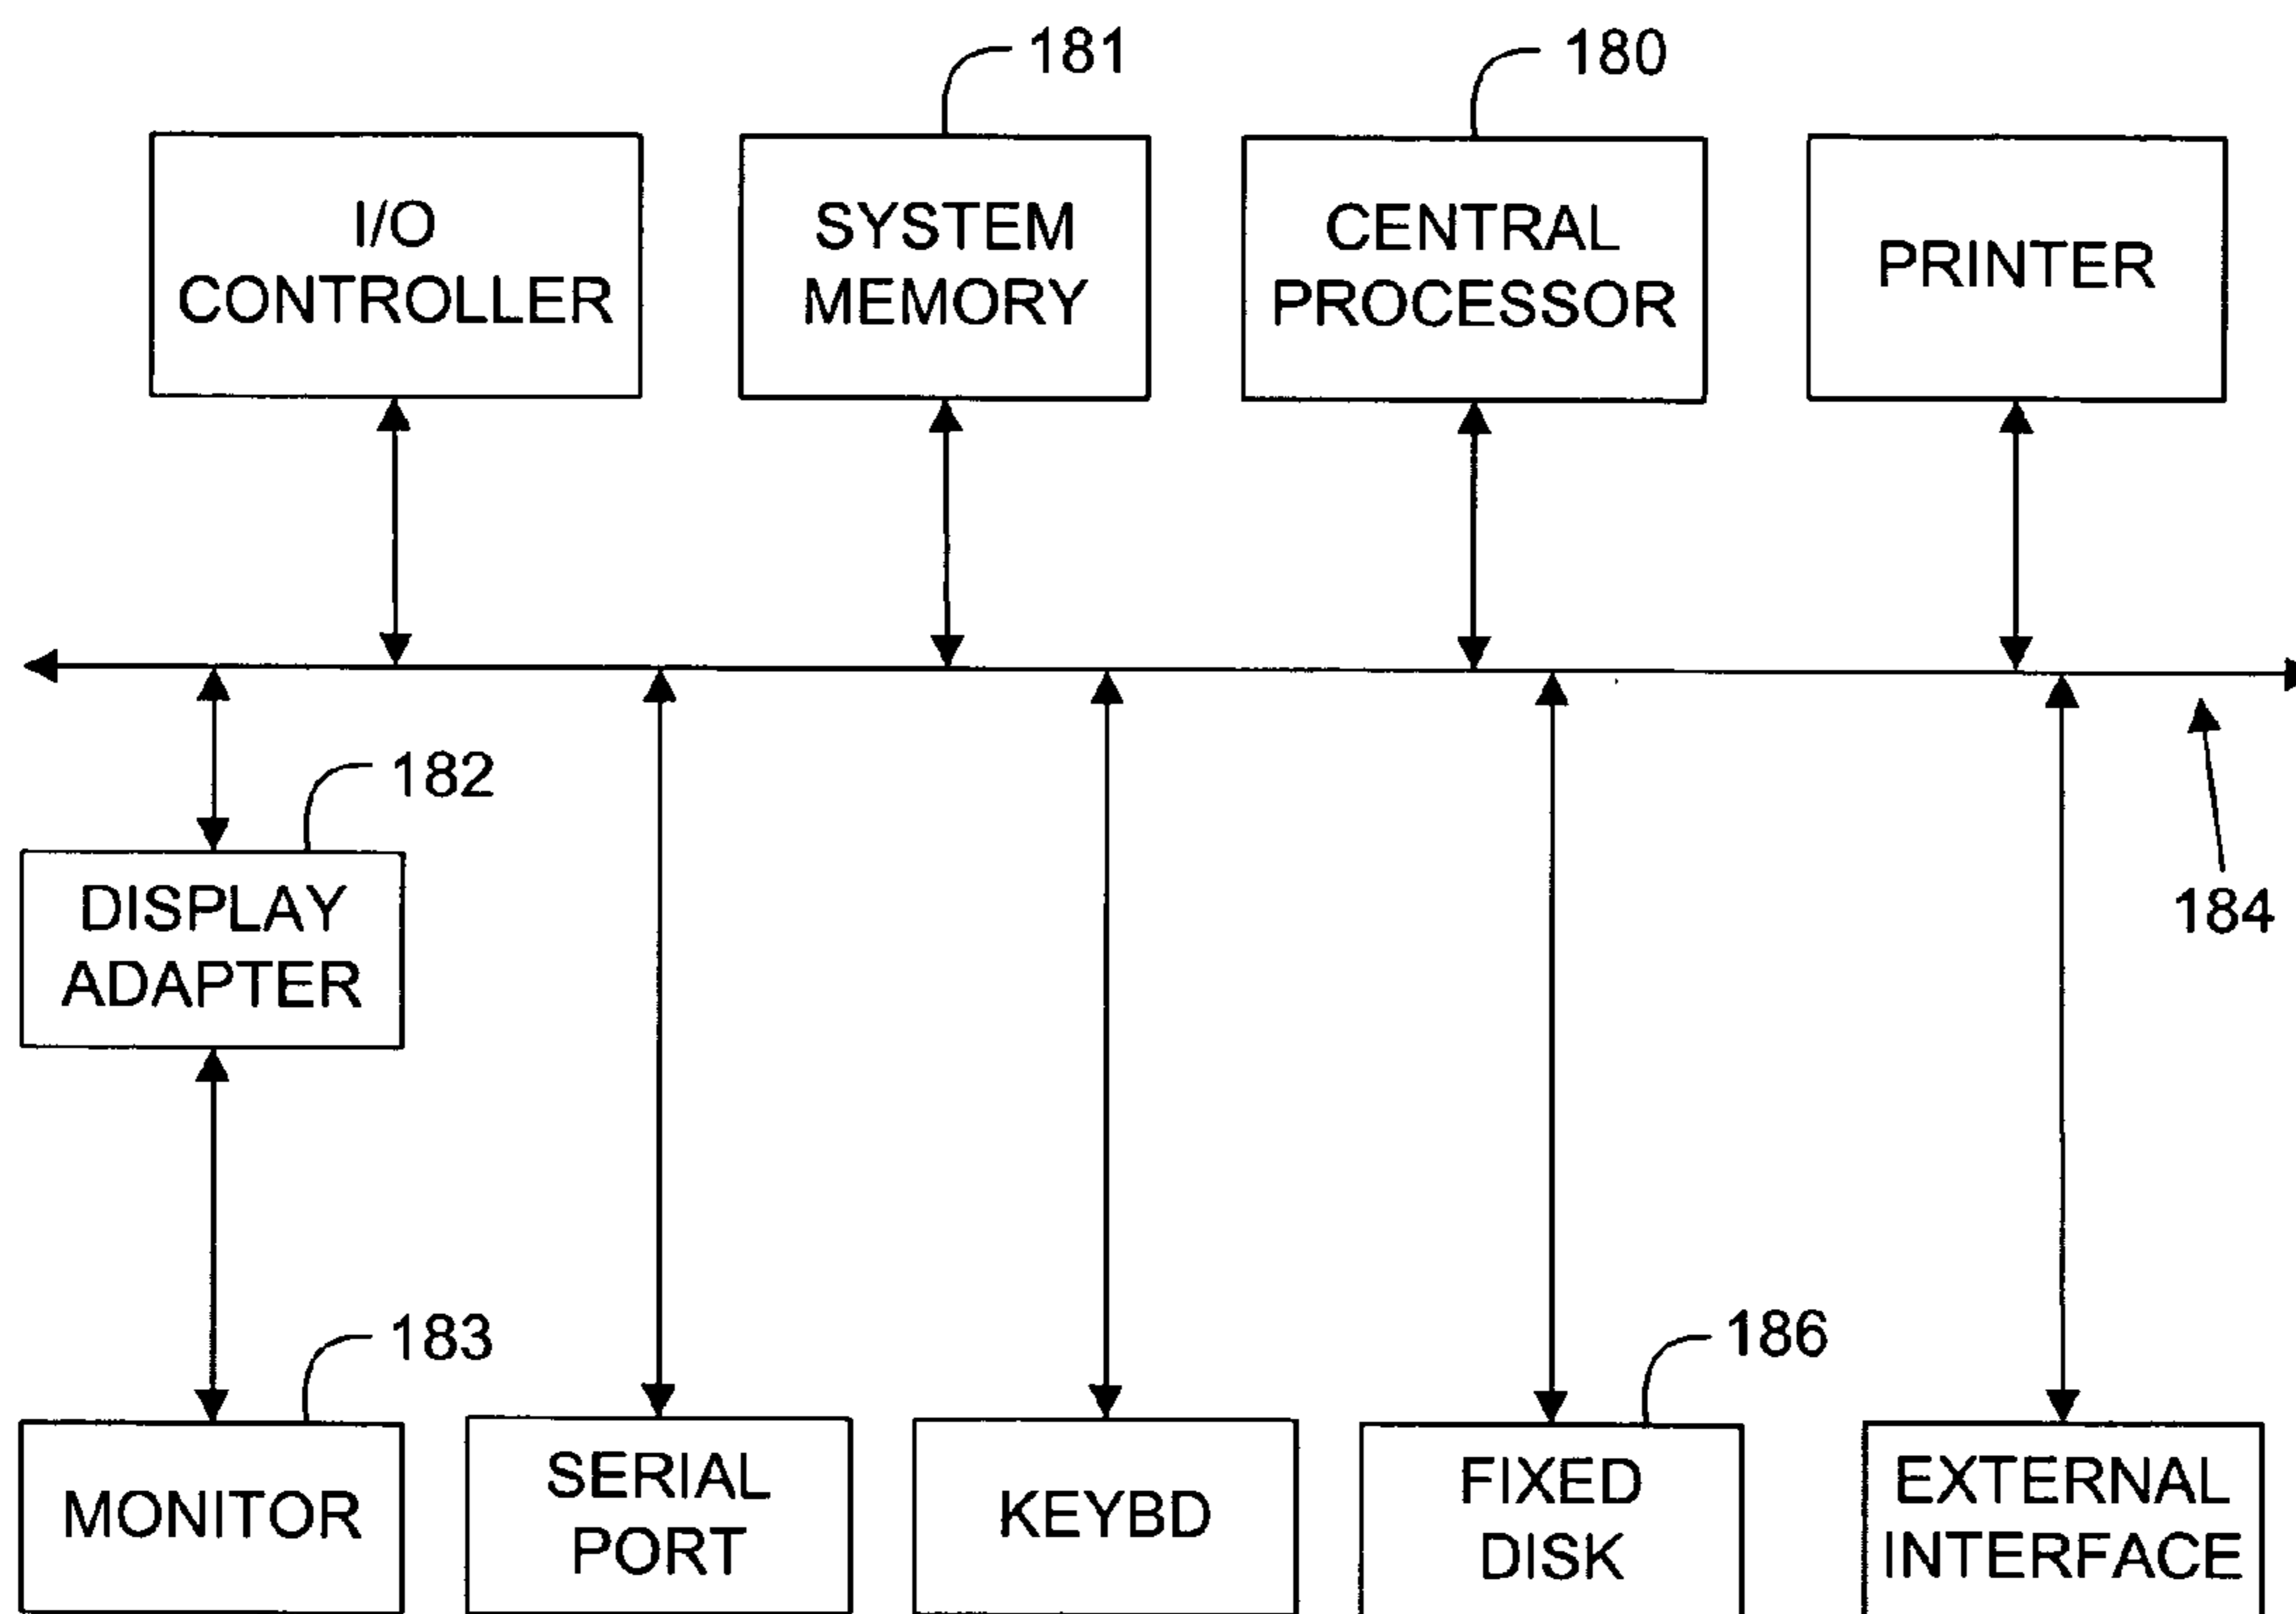 181
180
I/O
CONTROLLER
SYSTEM
MEMORY
CENTRAL
PROCESSOR
PRINTER
182
DISPLAY
ADAPTER
184
183
186
MONITOR
SERIAL
PORT
KEYBD
FIXED
DISK
EXTERNAL
INTERFACE